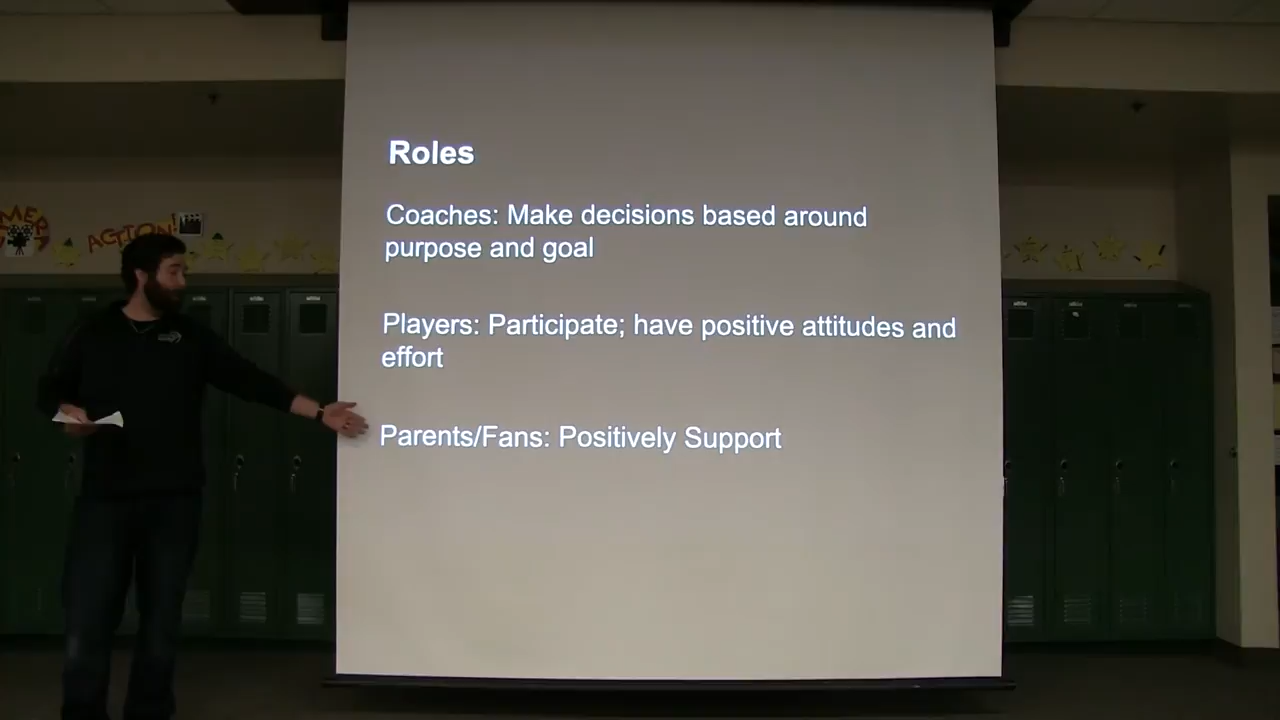 Roles
Coaches: Make decisions based around
purpose and goal
Players: Participate; have positive attitudes and
effort
Parents/Fans: Positively Support
ACTION!